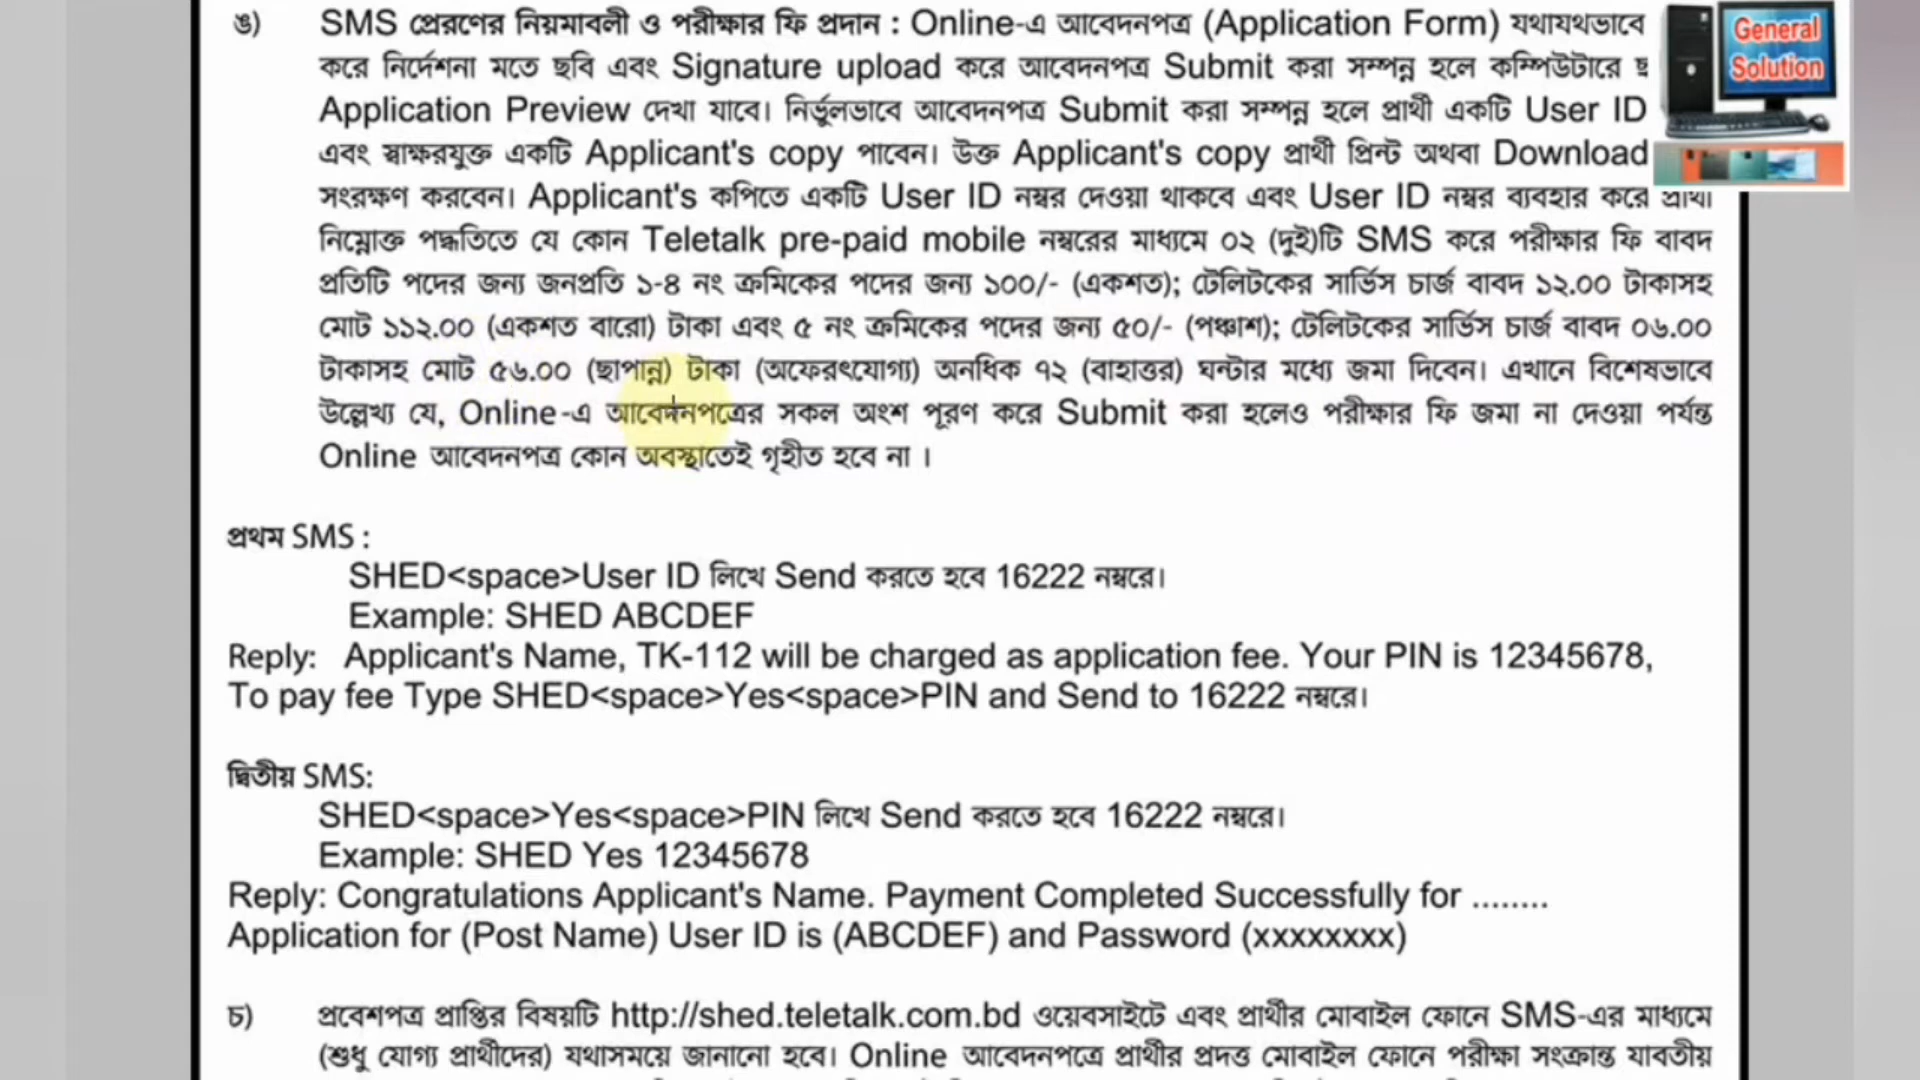 ঙ) SMS প্রেরণের নিয়মাবলী ও পরীক্ষার ফি প্রদান : Online-এ আবেদনপত্র (Application Form) যথাযথভাবে
করে নির্দেশনা মতে ছবি এবং Signature upload করে আবেদনপত্র Submit করা সম্পন্ন হলে কম্পিউটারে
Application Preview দেখা যাবে। নির্ভুলভাবে আবেদনপত্র Submit করা সম্পন্ন হলে প্রার্থী একটি User ID
এবং স্বাক্ষরযুক্ত একটি Applicant's copy পাবেন। উক্ত Applicant's copy প্রার্থী প্রিন্ট অথবা Download
সংরক্ষণ করবেন। Applicant's কপিতে একটি User ID নম্বর দেওয়া থাকবে এবং User ID নম্বর ব্যবহার করে প্রার্থী
নিম্নোক্ত পদ্ধতিতে যে কোন Teletalk pre-paid mobile নম্বরের মাধ্যমে ০২ (দুই)টি SMS করে পরীক্ষার ফি বাবদ
প্রতিটি পদের জন্য জনপ্রতি ১-৪ নং ক্রমিকের পদের জন্য ১০০/- (একশত); টেলিটকের সার্ভিস চার্জ বাবদ ১২.০০ টাকাসহ
মোট ১১২.০০ (একশত বারো) টাকা এবং ৫ নং ক্রমিকের পদের জন্য ৫০/- (পঞ্চাশ); টেলিটকের সার্ভিস চার্জ বাবদ ০৬.০০
টাকাসহ মোট ৫৬.০০ (ছাপান্ন) টাকা (অফেরৎযোগ্য) অনধিক ৭২ (বাহাত্তর) ঘন্টার মধ্যে জমা দিবেন। এখানে বিশেষভাবে
উল্লেখ্য যে, Online-এ আবেদনপত্রের সকল অংশ পূরণ করে Submit করা হলেও পরীক্ষার ফি জমা না দেওয়া পর্যন্ত
Online আবেদনপত্র কোন অবস্থাতেই গৃহীত হবে না ।
প্রথম SMS :
SHED<space>User ID লিখে Send করতে হবে 16222 নম্বরে।
Example: SHED ABCDEF
Reply: Applicant's Name, TK-112 will be charged as application fee. Your PIN is 12345678,
To pay fee Type SHED<space>Yes<space>PIN and Send to 16222 নম্বরে।
দ্বিতীয় SMS:
SHED<space>Yes<space>PIN লিখে Send করতে হবে 16222 নম্বরে।
Example: SHED Yes 12345678
Reply: Congratulations Applicant's Name. Payment Completed Successfully for ........
Application for (Post Name) User ID is (ABCDEF) and Password (xxxxxxxx)
চ) প্রবেশপত্র প্রাপ্তির বিষয়টি http://shed.teletalk.com.bd ওয়েবসাইটে এবং প্রার্থীর মোবাইল ফোনে SMS-এর মাধ্যমে
(শুধু যোগ্য প্রার্থীদের) যথাসময়ে জানানো হবে। Online আবেদনপত্রে প্রার্থীর প্রদত্ত মোবাইল ফোনে পরীক্ষা সংক্রান্ত যাবতীয়
General
Solution